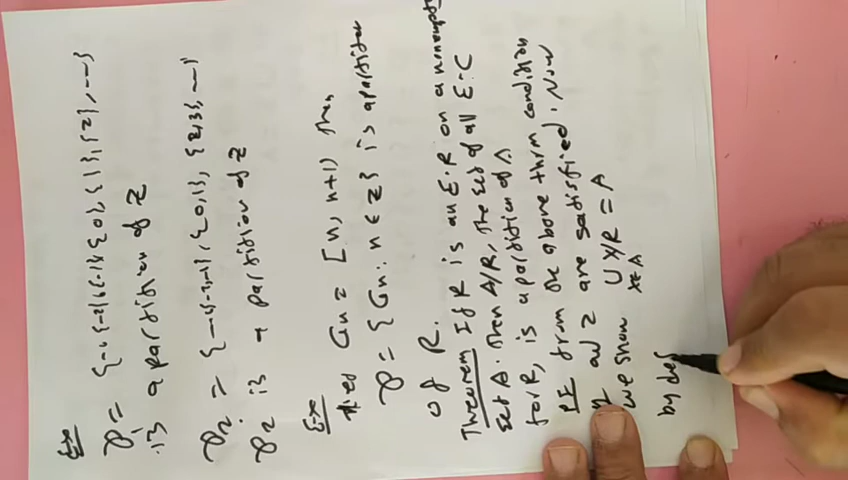 Ex
P₁ = {---{-2}, {-1}, {0}, {1}, {2}, ---}
is a partition of Z
P₂ = {---{-2,-1}, {0,1}, {2,3}, ---}
P₂ is a partition of Z
Ex
Gn = [n, n+1) Then
P = {Gn : n ∈ Z} is a partition
of R.
Theorem If R is an E.R on a nonempty
set A. Then A/R, the set of all E.C
for R, is a partition of A
Pf from the above thrm condition
1 and 2 are satisfied. Now
we show ∪ x/R = A
x∈A
by def